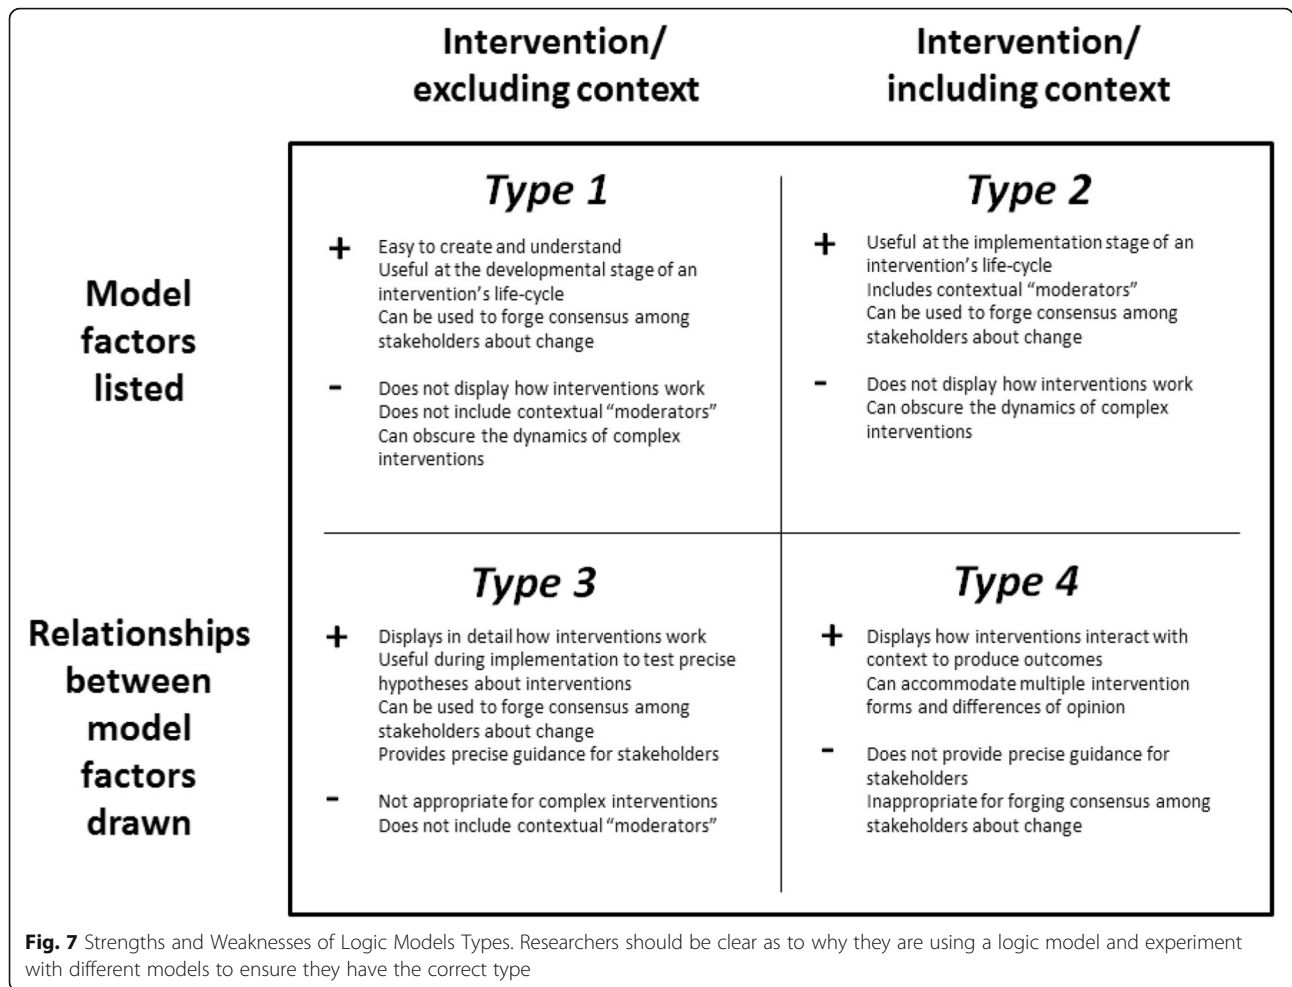 Intervention/
excluding context
Intervention/
including context
Model
factors
listed
Type 1
+ Easy to create and understand
Useful at the developmental stage of an
intervention's life-cycle
Can be used to forge consensus among
stakeholders about change
- Does not display how interventions work
Does not include contextual “moderators”
Can obscure the dynamics of complex
interventions
Type 2
+ Useful at the implementation stage of an
intervention's life-cycle
Includes contextual “moderators”
Can be used to forge consensus among
stakeholders about change
- Does not display how interventions work
Can obscure the dynamics of complex
interventions
Relationships
between
model
factors
drawn
Type 3
+ Displays in detail how interventions work
Useful during implementation to test precise
hypotheses about interventions
Can be used to forge consensus among
stakeholders about change
Provides precise guidance for stakeholders
- Not appropriate for complex interventions
Does not include contextual “moderators”
Type 4
+ Displays how interventions interact with
context to produce outcomes
Can accommodate multiple intervention
forms and differences of opinion
- Does not provide precise guidance for
stakeholders
Inappropriate for forging consensus among
stakeholders about change
Fig. 7 Strengths and Weaknesses of Logic Models Types. Researchers should be clear as to why they are using a logic model and experiment
with different models to ensure they have the correct type